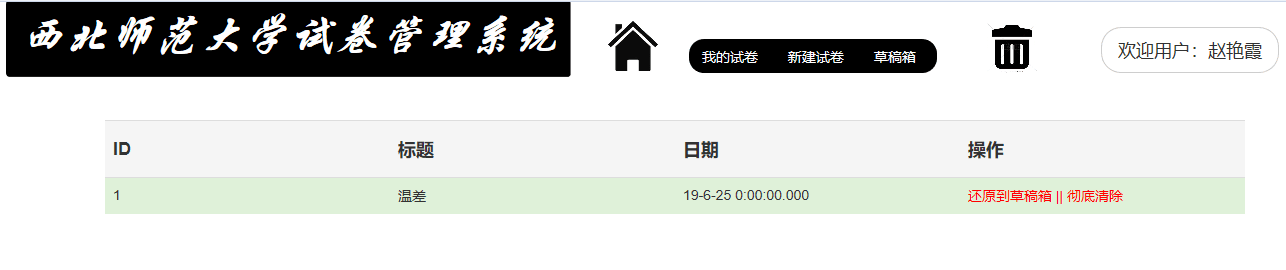 西北师范大学试卷管理系统
我的试卷 新建试卷 草稿箱
欢迎用户：赵艳霞
ID 标题 日期 操作
1 温差 19-6-25 0:00:00.000 还原到草稿箱 || 彻底清除